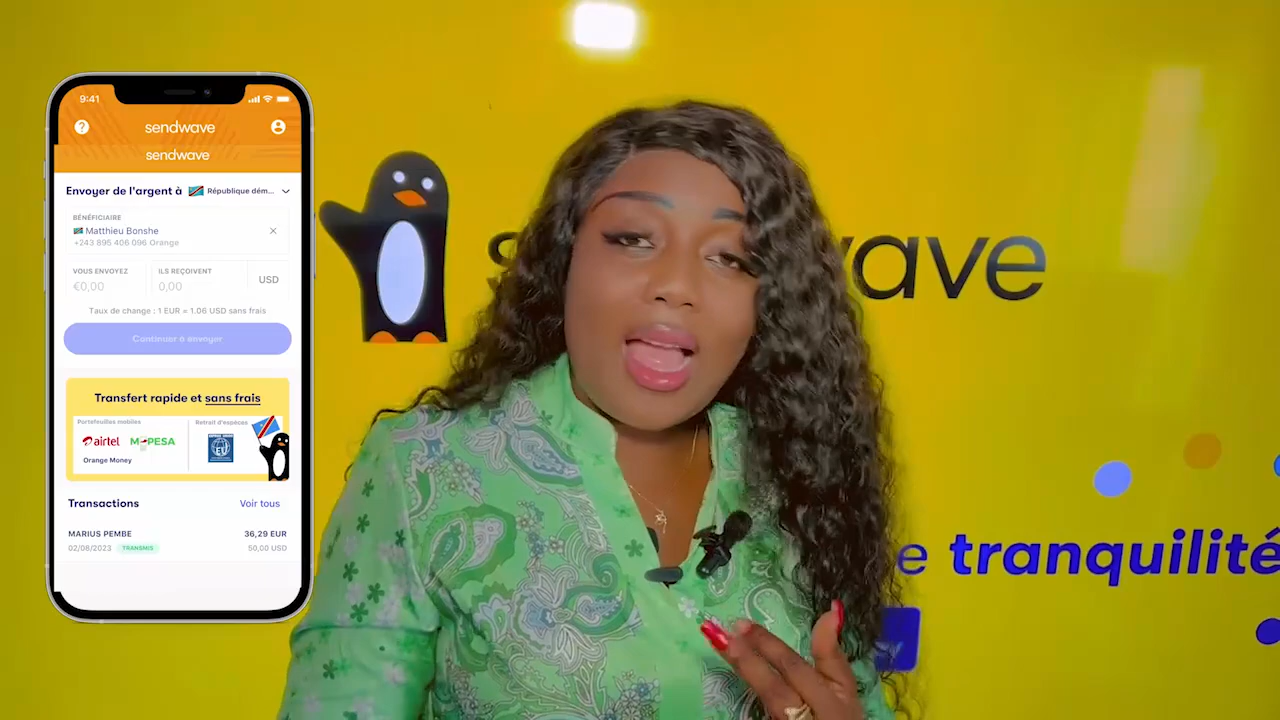 9:41
sendwave
sendwave
Envoyer de l'argent à République dém...
BÉNÉFICIAIRE
Matthieu Bonshe
+243 895 406 096 Orange
VOUS ENVOYEZ
ILS REÇOIVENT
€0,00
0,00
USD
Taux de change : 1 EUR = 1.06 USD sans frais
Continuer à envoyer
Transfert rapide et sans frais
Portefeuilles mobiles
Retrait d'espèces
airtel
M-PESA
Orange Money
Transactions
Voir tous
MARIUS PEMBE
36,29 EUR
02/08/2023
TRANSMIS
50,00 USD
s
wave
e tranquilité